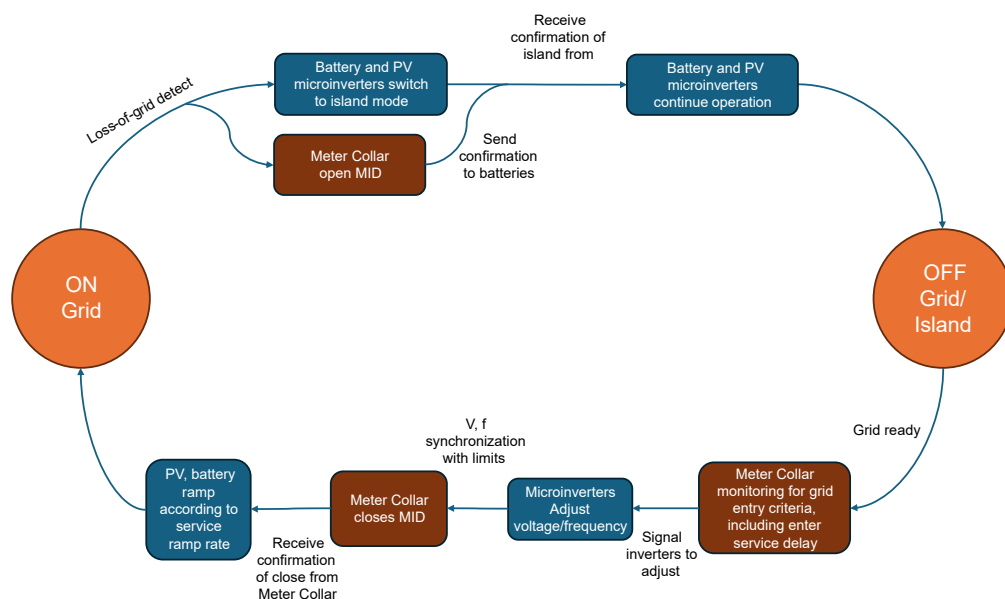 Receive
confirmation of
island from
Battery and PV
microinverters switch
to island mode
Battery and PV
microinverters
continue operation
Loss-of-grid detect
Meter Collar
open MID
Send
confirmation
to batteries
ON
Grid
OFF
Grid/
Island
Grid ready
V, f
synchronization
with limits
PV, battery
ramp
according to
service
ramp rate
Meter Collar
closes MID
Microinverters
Adjust
voltage/frequency
Meter Collar
monitoring for grid
entry criteria,
including enter
service delay
Receive
confirmation
of close from
Meter Collar
Signal
inverters to
adjust